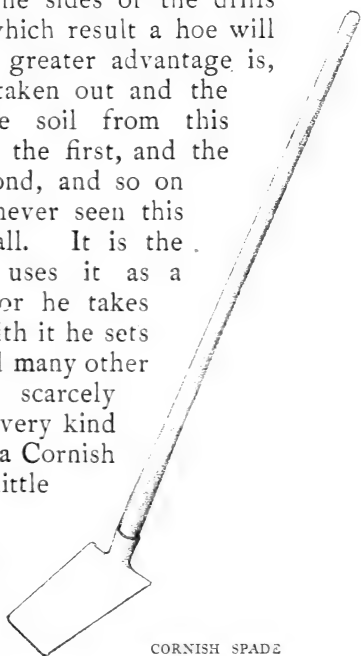 the sides of the drills
which result a hoe will
greater advantage is,
taken out and the
soil from this
the first, and the
ond, and so on
never seen this
all. It is the
uses it as a
or he takes
ith it he sets
many other
scarcely
very kind
a Cornish
ittle
CORNISH SPADE